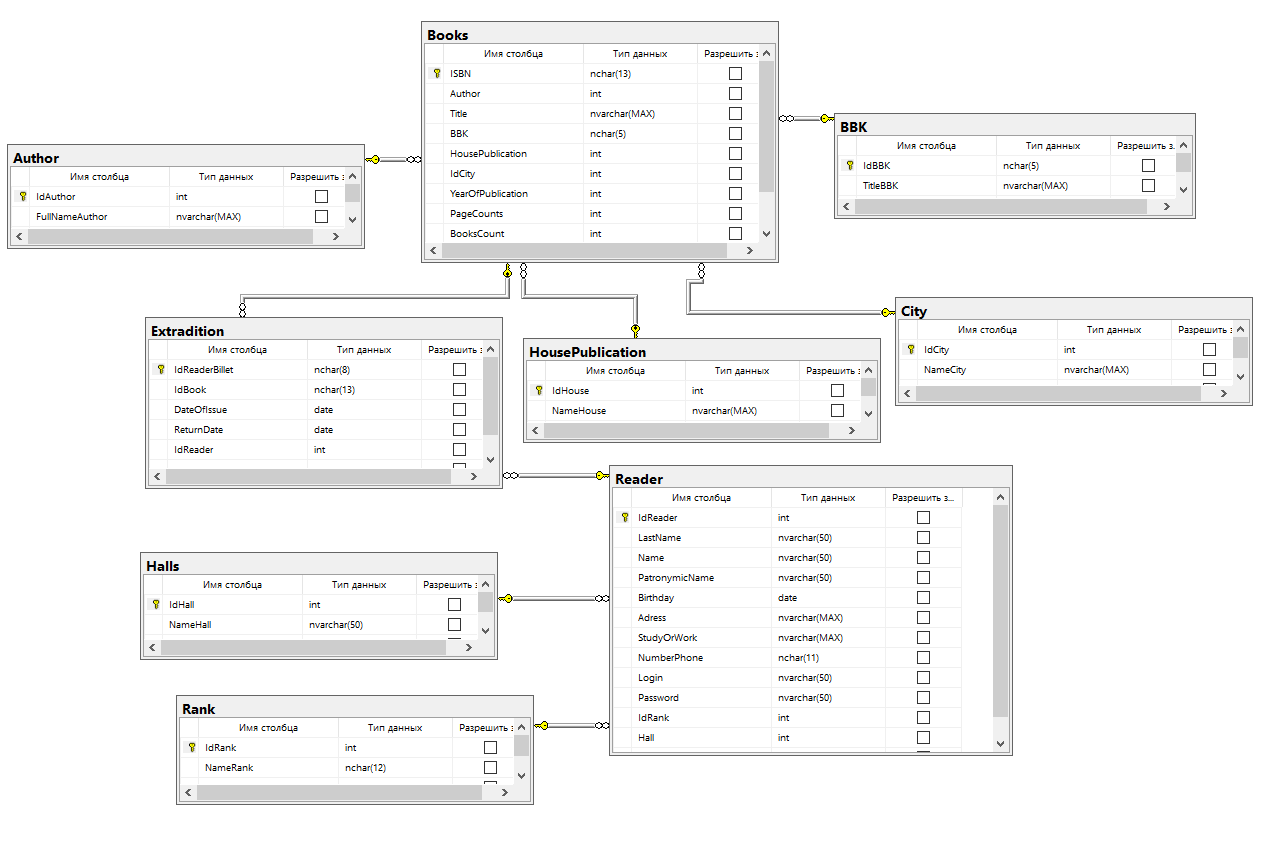 Books
Имя столбца Тип данных Разрешить з
ISBN nchar(13)
Author int
Title nvarchar(MAX)
BBK nchar(5)
HousePublication int
IdCity int
YearOfPublication int
PageCounts int
BooksCount int
BBK
Имя столбца Тип данных Разрешить з...
IdBBK nchar(5)
TitleBBK nvarchar(MAX)
Author
Имя столбца Тип данных Разрешить з
IdAuthor int
FullNameAuthor nvarchar(MAX)
City
Имя столбца Тип данных Разрешить з
IdCity int
NameCity nvarchar(MAX)
Extradition
Имя столбца Тип данных Разрешить з
IdReaderBillet nchar(8)
IdBook nchar(13)
DateOfIssue date
ReturnDate date
IdReader int
HousePublication
Имя столбца Тип данных Разрешить з
IdHouse int
NameHouse nvarchar(MAX)
Reader
Имя столбца Тип данных Разрешить з...
IdReader int
LastName nvarchar(50)
Name nvarchar(50)
PatronymicName nvarchar(50)
Birthday date
Adress nvarchar(MAX)
StudyOrWork nvarchar(MAX)
NumberPhone nchar(11)
Login nvarchar(50)
Password nvarchar(50)
IdRank int
Hall int
Halls
Имя столбца Тип данных Разрешить з
IdHall int
NameHall nvarchar(50)
Rank
Имя столбца Тип данных Разрешить з
IdRank int
NameRank nchar(12)